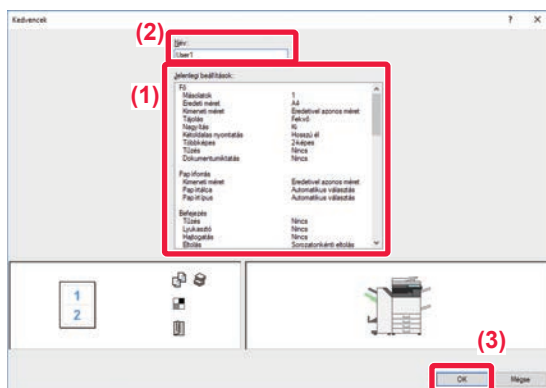 Kedvencek ? X
(2)
Név:
User1
(1)
Jelenlegi beállítások:
Fő
Másolatok 1
Eredeti méret A4
Kimeneti méret Eredetivel azonos méret
Tájolás Fekvő
Nagyítás Ki
Kétoldalas nyomtatás Hosszú él
Többképes 2-képes
Tűzés Nincs
Dokumentumiktatás Nincs
Papírforrás
Kimeneti méret Eredetivel azonos méret
Papírtálca Automatikus választás
Papírtípus Automatikus választás
Befejezés
Tűzés Nincs
Lyukasztó Nincs
Hajtogatás Nincs
Eltolás Sorozatonkénti eltolás
1
2
(3)
OK Mégse